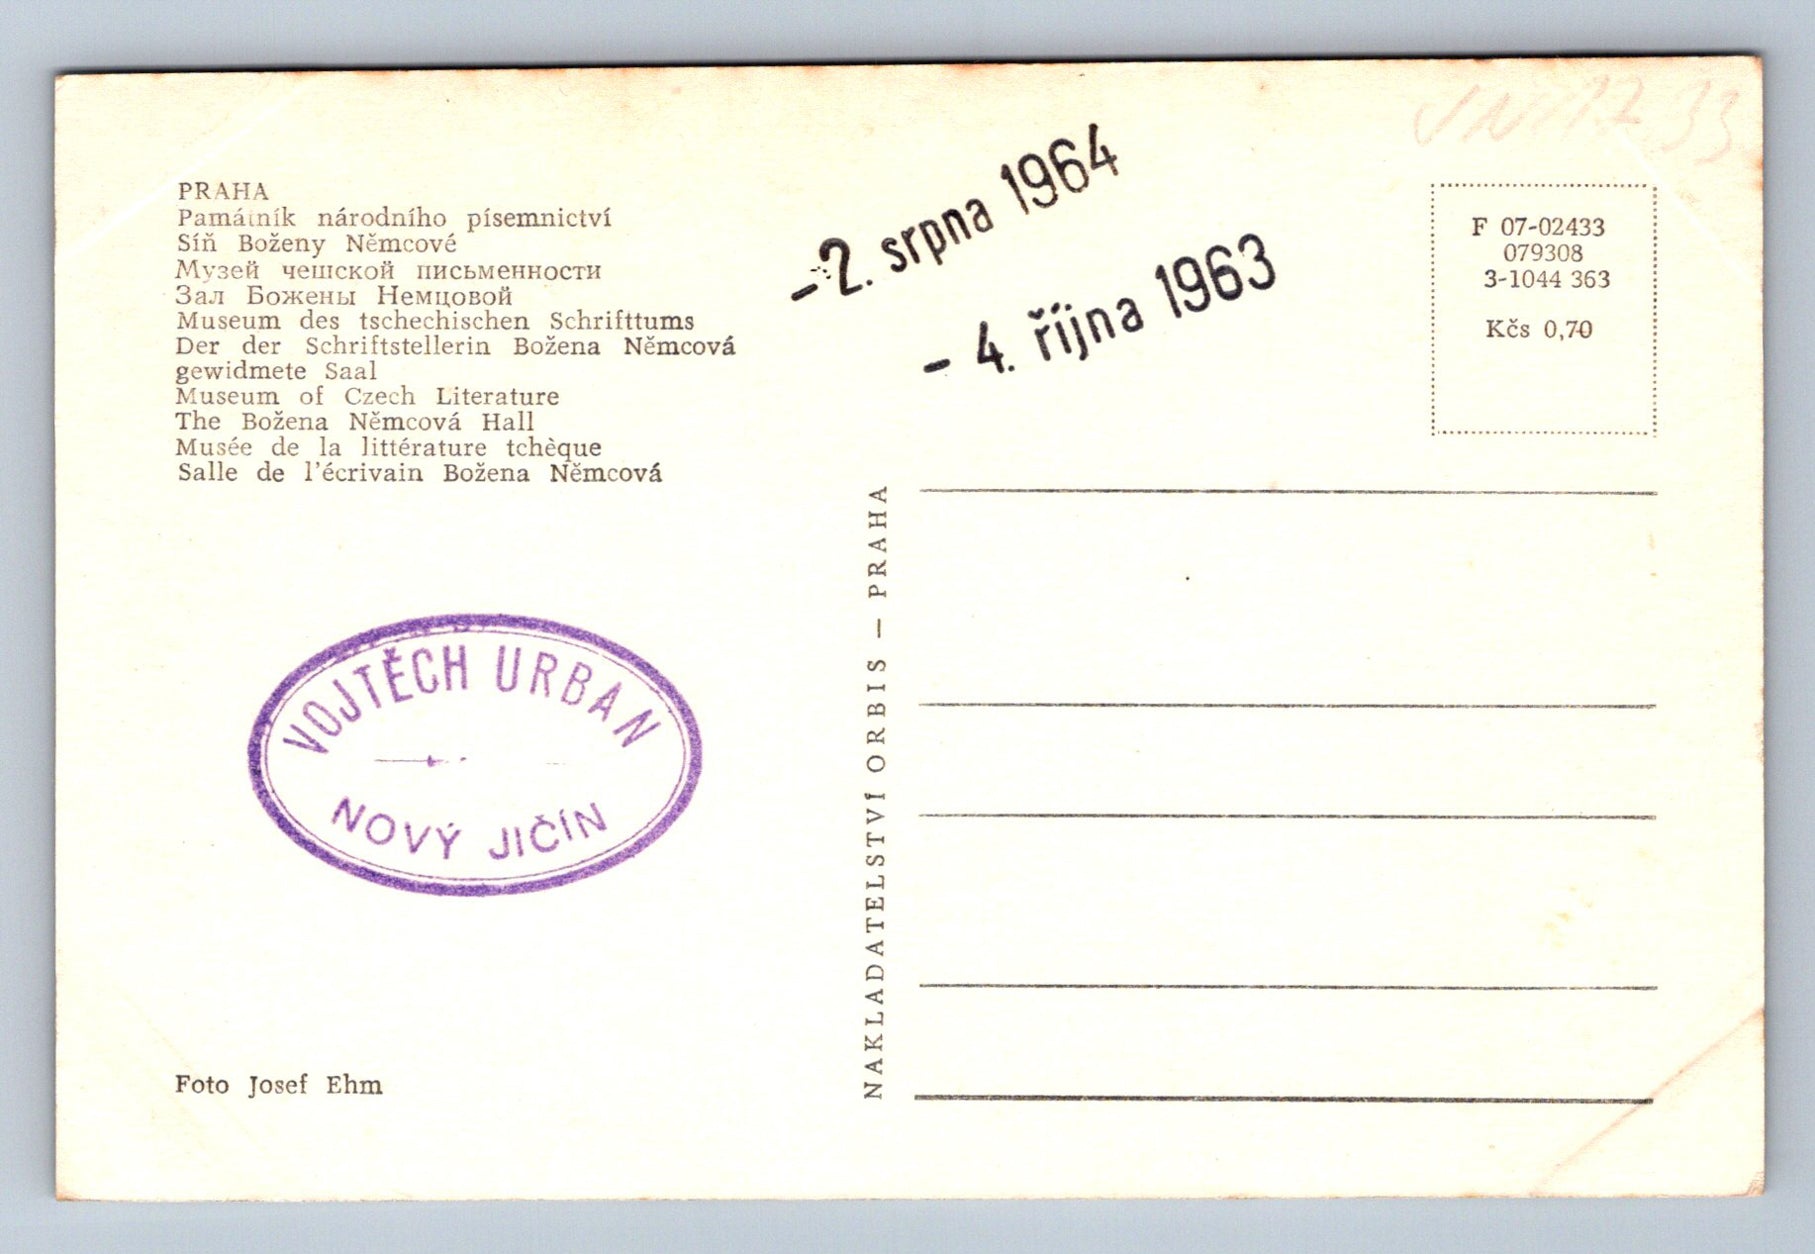 PRAHA
Památník národního písemnictví
Síň Boženy Němcové
Музей чешской письменности
Зал Божены Немцовой
Museum des tschechischen Schrifttums
Der der Schriftstellerin Božena Němcová
gewidmete Saal
Museum of Czech Literature
The Božena Němcová Hall
Musée de la littérature tchèque
Salle de l'écrivain Božena Němcová
-2. srpna 1964
- 4. října 1963
F 07-02433
079308
3-1044 363
Kčs 0,70
VOJTĚCH URBAN
NOVÝ JIČÍN
NAKLADATELSTVÍ ORBIS — PRAHA
Foto Josef Ehm